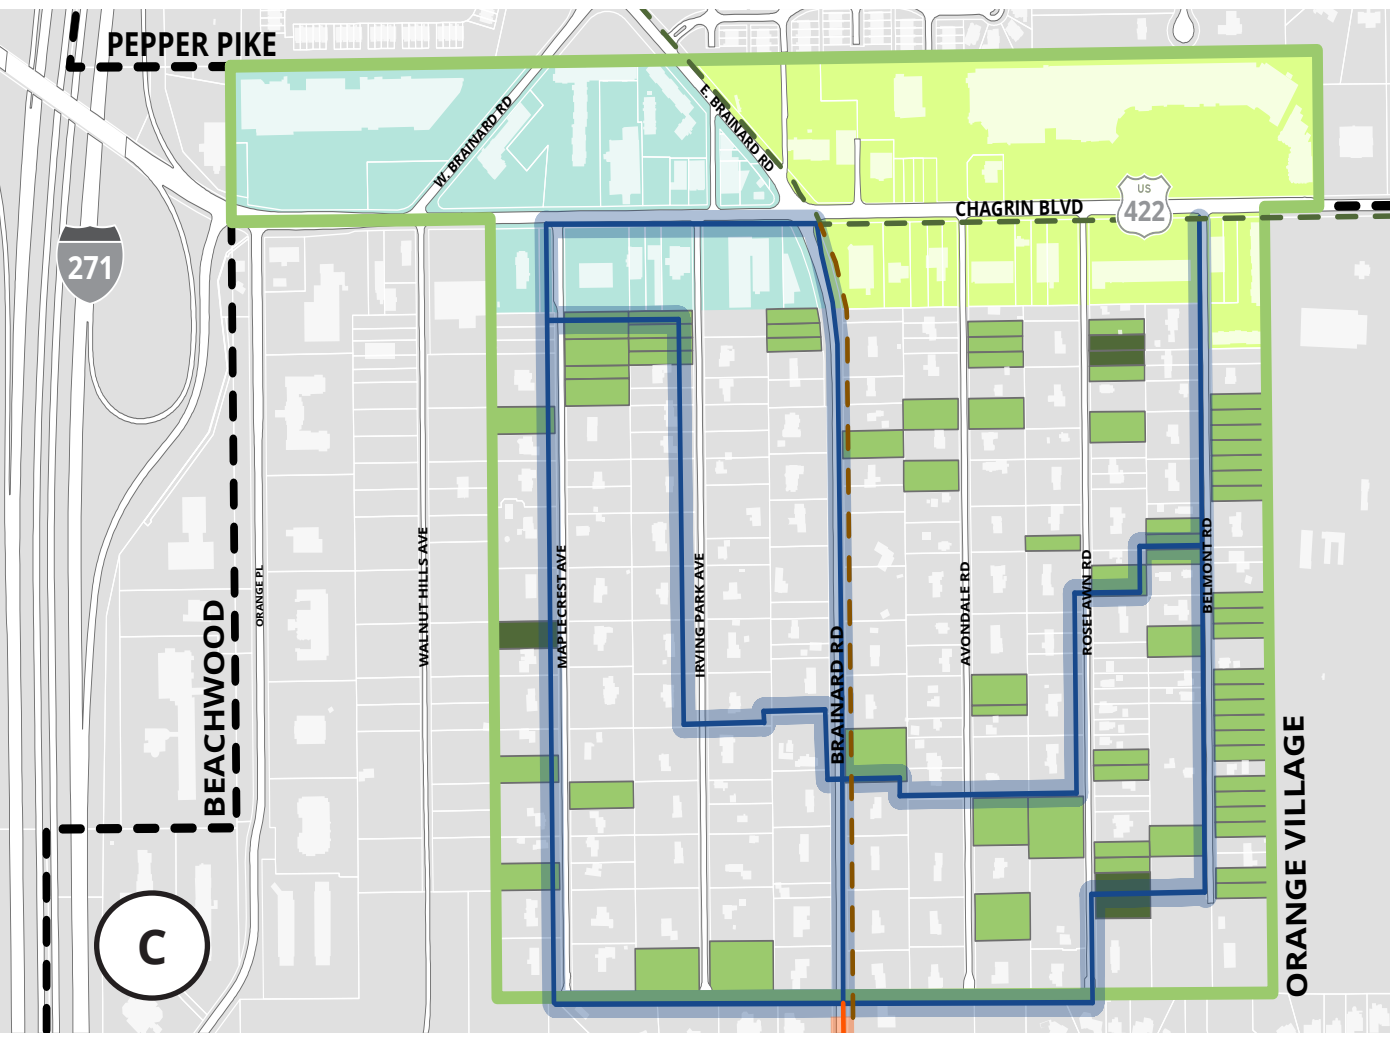 PEPPER PIKE
W. BRAINARD RD
E. BRAINARD RD
CHAGRIN BLVD
US
422
271
BEACHWOOD
ORANGE PL
WALNUT HILLS AVE
MAPLECREST AVE
IRVING PARK AVE
BRAINARD RD
AVONDALE RD
ROSELAWN RD
BELMONT RD
ORANGE VILLAGE
C